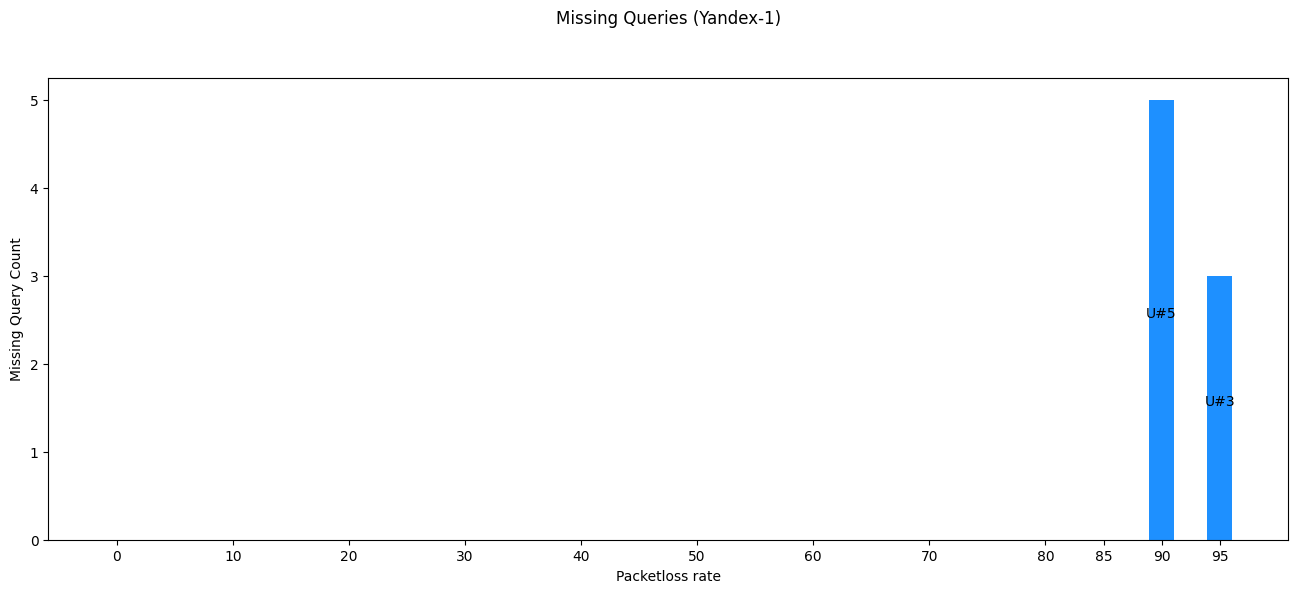 Missing Queries (Yandex-1)
Missing Query Count
5
4
3
2
1
0
U#5
U#3
0 10 20 30 40 50 60 70 80 85 90 95
Packetloss rate